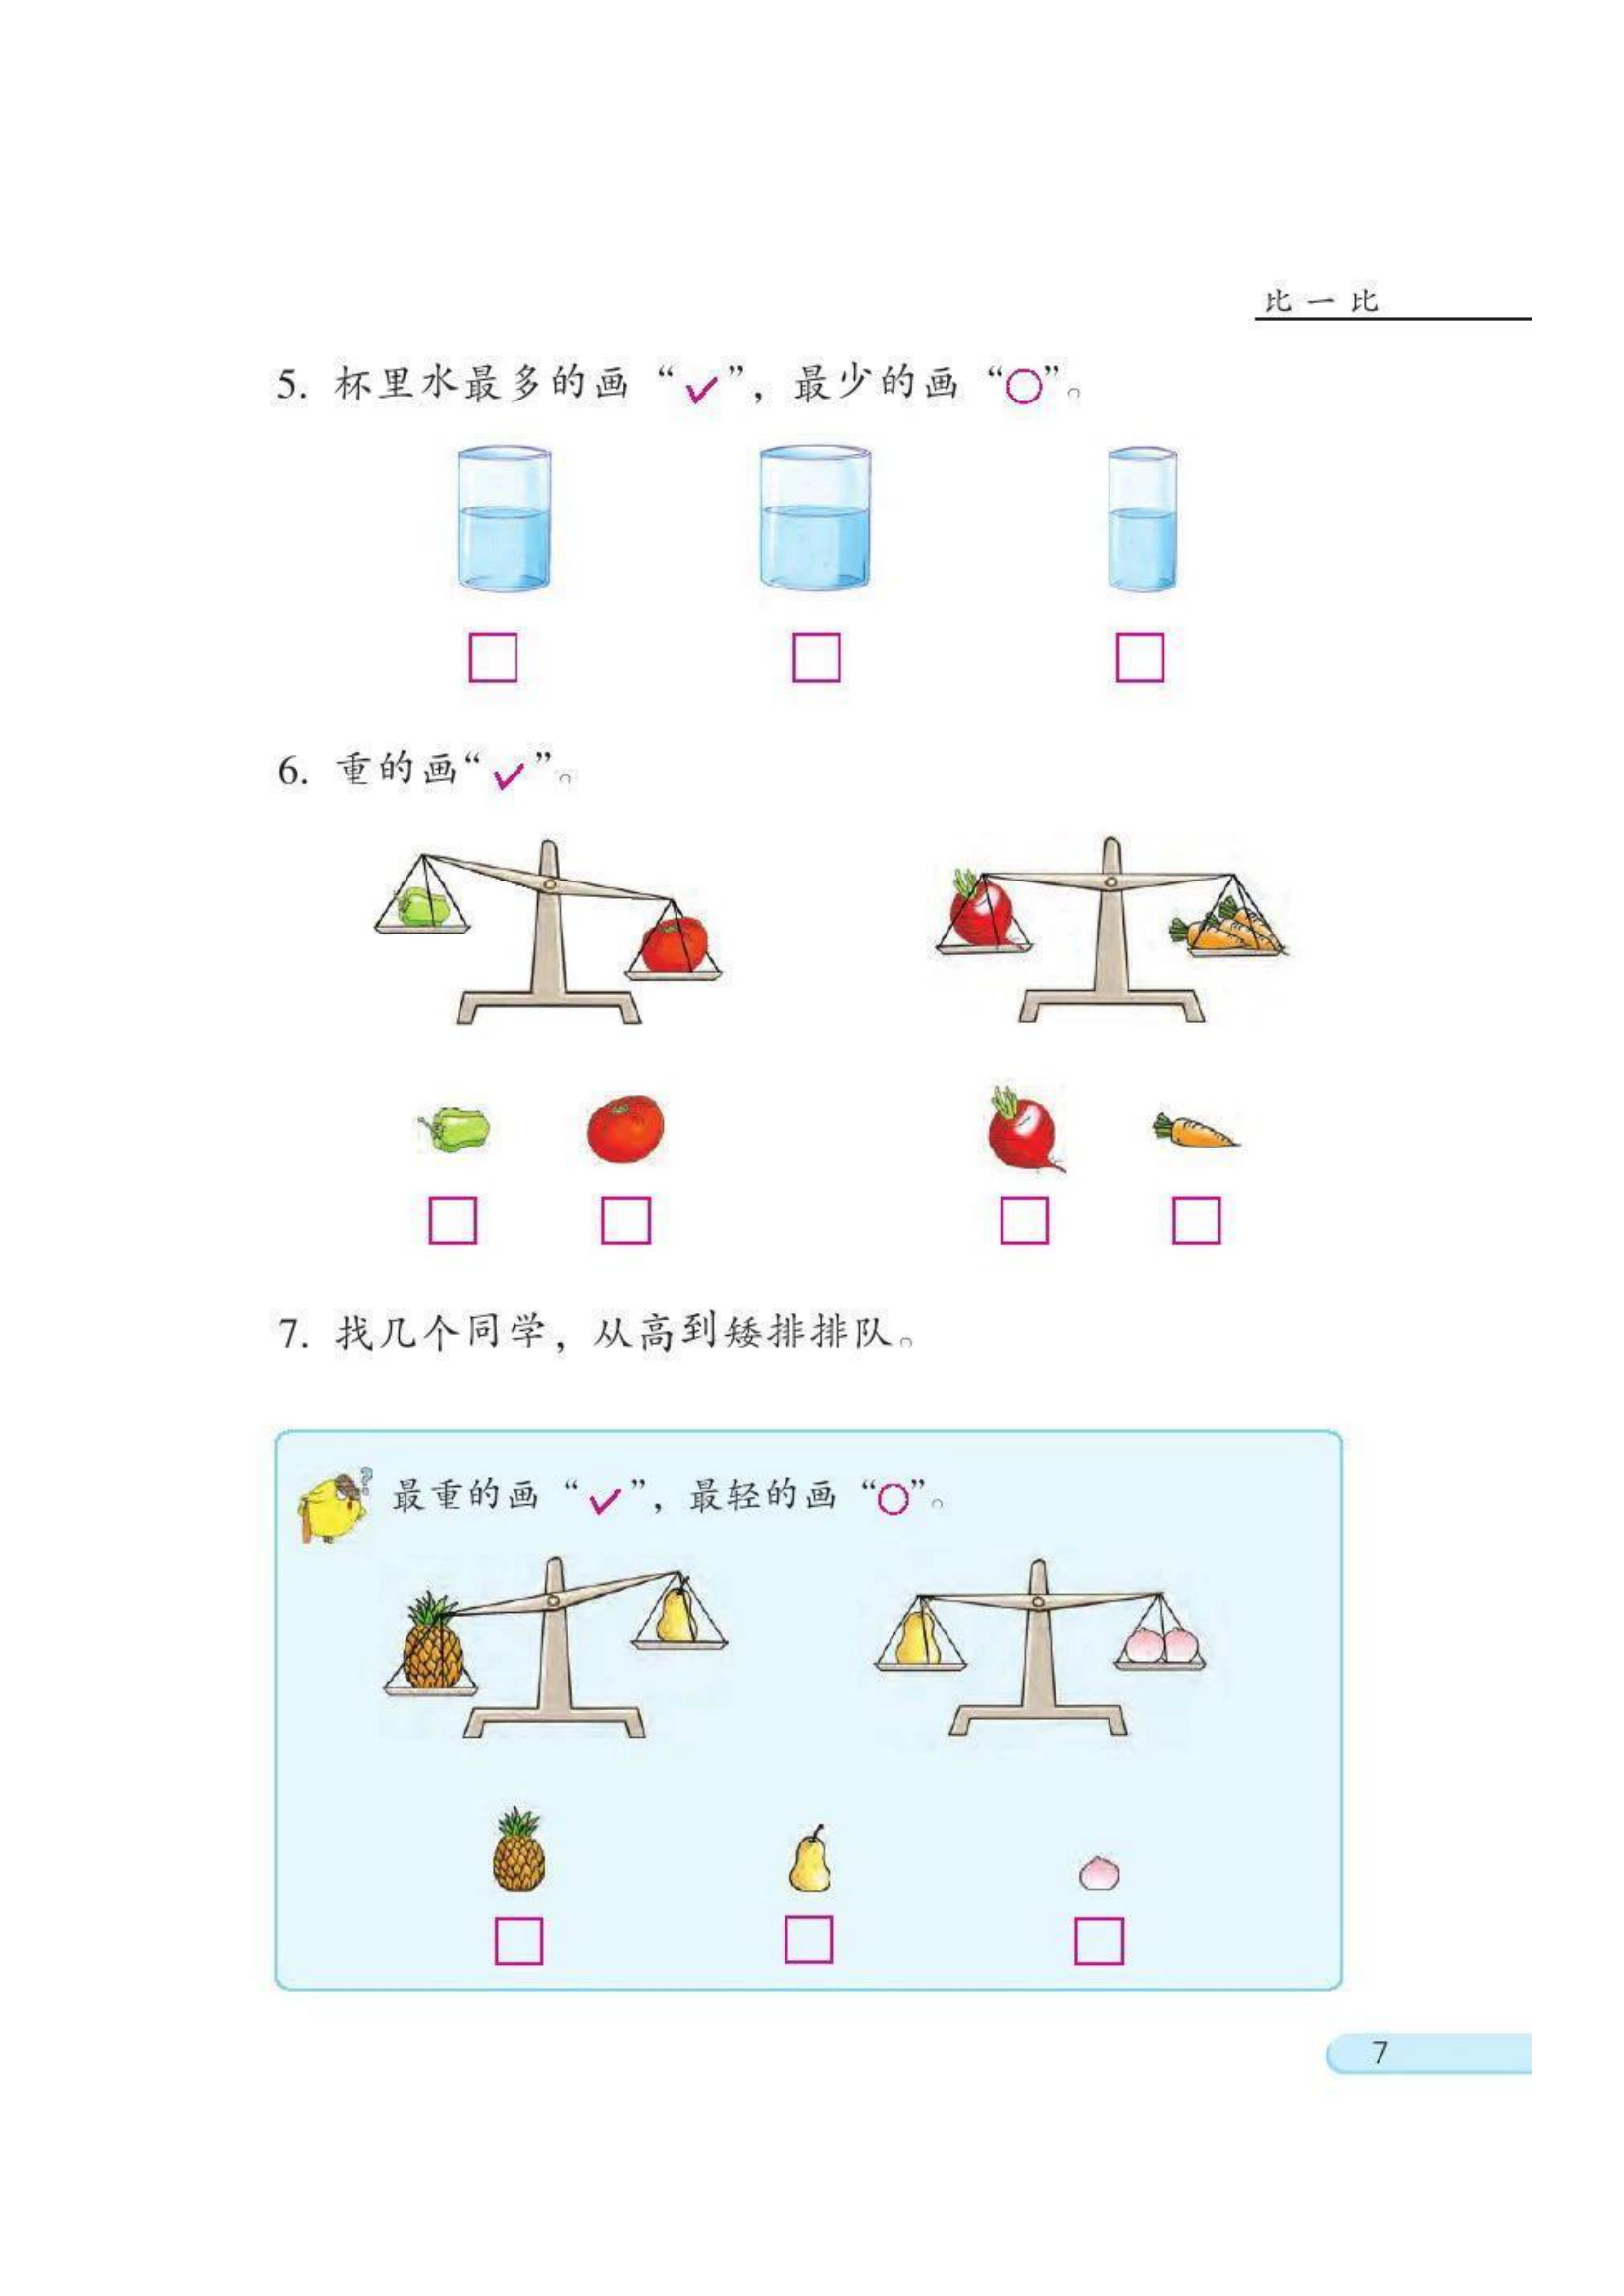 比一比
5. 杯里水最多的画“✓”，最少的画“○”。
6. 重的画“✓”。
7. 找几个同学，从高到矮排排队。
?
最重的画“✓”，最轻的画“○”。
7